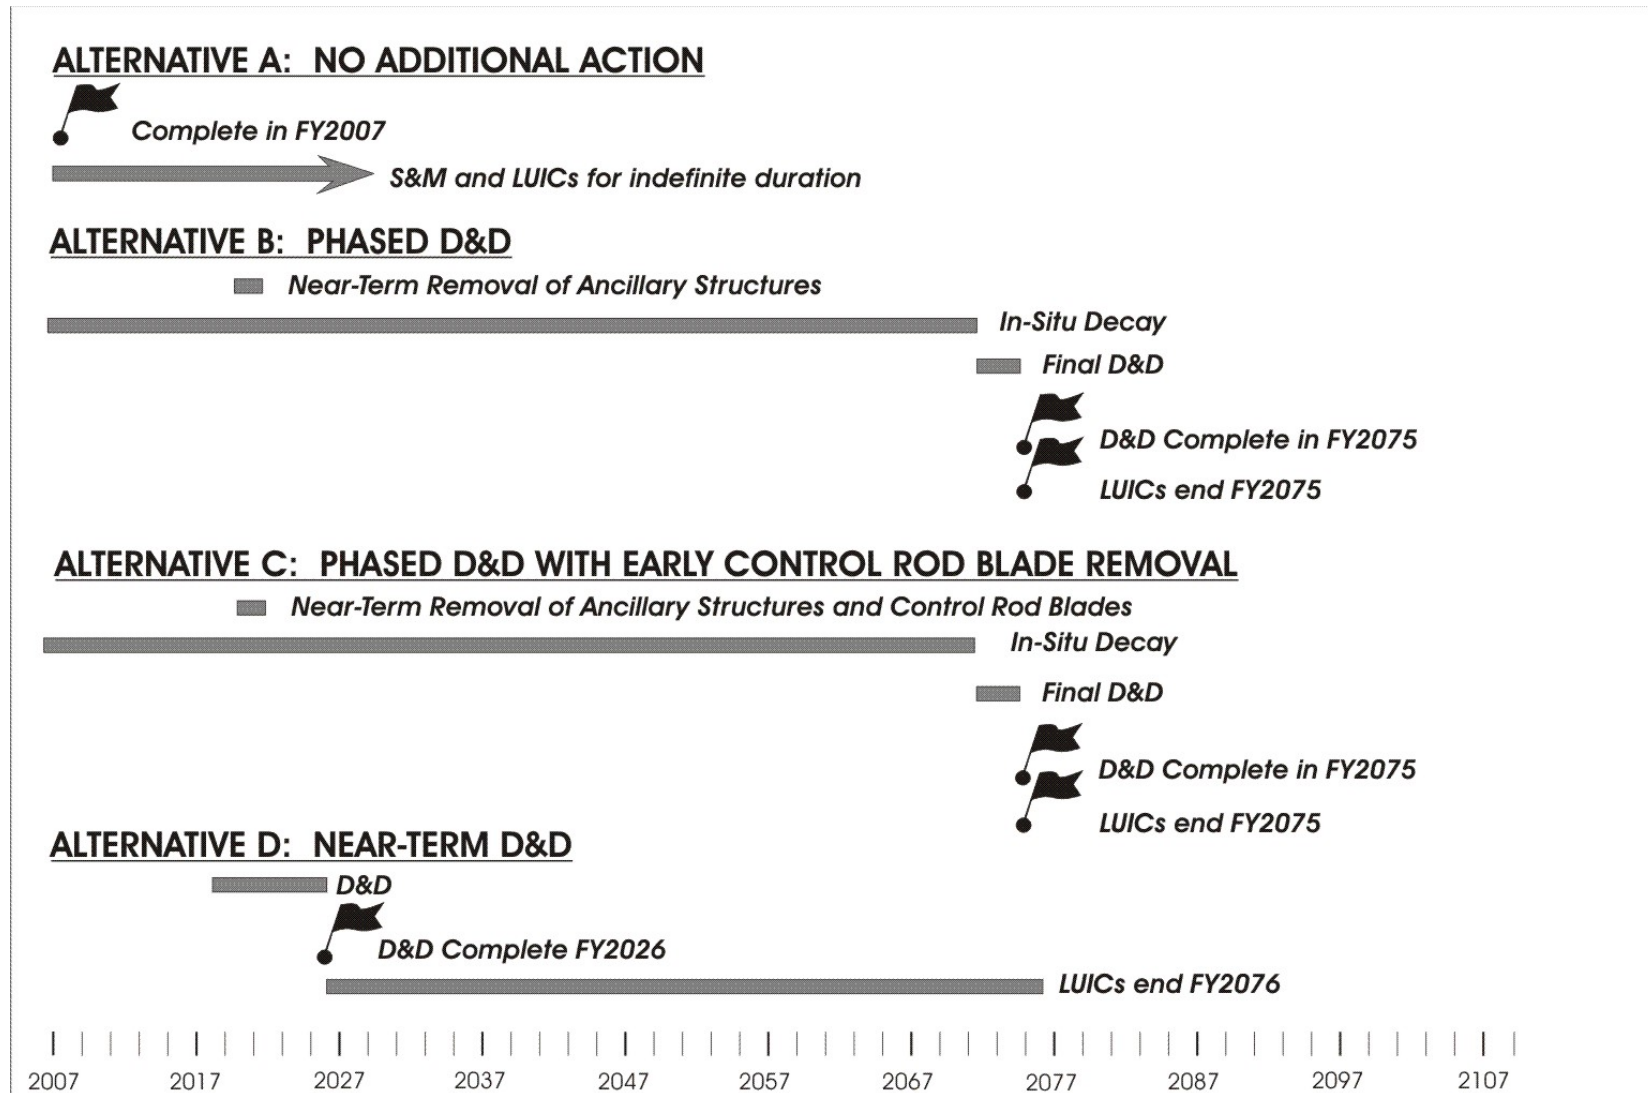 ALTERNATIVE A: NO ADDITIONAL ACTION
Complete in FY2007
S&M and LUICs for indefinite duration
ALTERNATIVE B: PHASED D&D
Near-Term Removal of Ancillary Structures
In-Situ Decay
Final D&D
D&D Complete in FY2075
LUICs end FY2075
ALTERNATIVE C: PHASED D&D WITH EARLY CONTROL ROD BLADE REMOVAL
Near-Term Removal of Ancillary Structures and Control Rod Blades
In-Situ Decay
Final D&D
D&D Complete in FY2075
LUICs end FY2075
ALTERNATIVE D: NEAR-TERM D&D
D&D
D&D Complete FY2026
LUICs end FY2076
2007 2017 2027 2037 2047 2057 2067 2077 2087 2097 2107